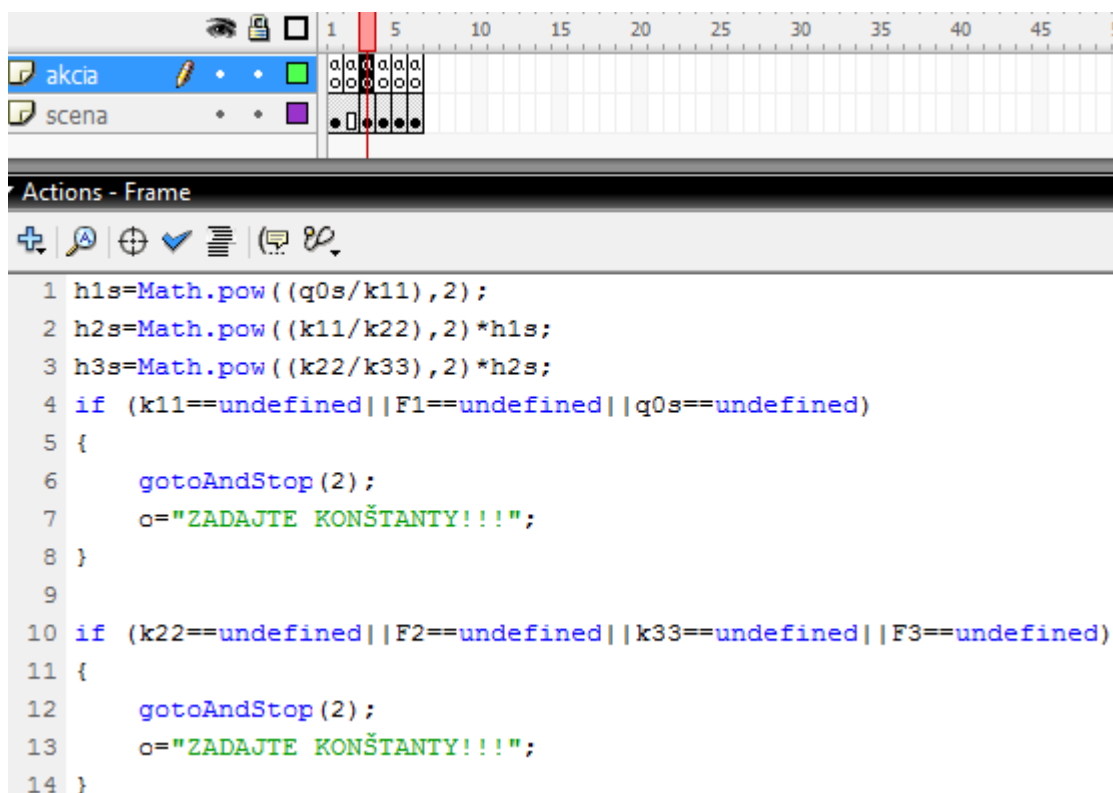 1 5 10 15 20 25 30 35 40 45
akcia
scena
Actions - Frame
1 h1s=Math.pow((q0s/k11),2);
2 h2s=Math.pow((k11/k22),2)*h1s;
3 h3s=Math.pow((k22/k33),2)*h2s;
4 if (k11==undefined||F1==undefined||q0s==undefined)
5 {
6 gotoAndStop(2);
7 o="ZADAJTE KONŠTANTY!!!";
8 }
9
10 if (k22==undefined||F2==undefined||k33==undefined||F3==undefined)
11 {
12 gotoAndStop(2);
13 o="ZADAJTE KONŠTANTY!!!";
14 }